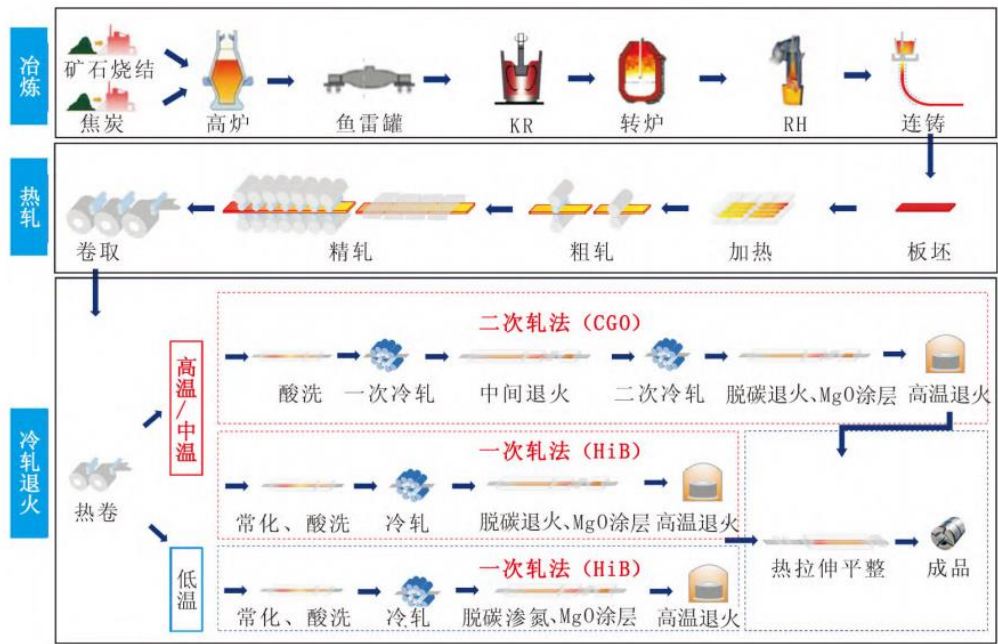 冶炼
矿石烧结
焦炭
高炉
鱼雷罐
KR
转炉
RH
连铸
热轧
卷取
精轧
粗轧
加热
板坯
冷轧退火
热卷
高温/中温
二次轧法（CGO）
酸洗
一次冷轧
中间退火
二次冷轧
脱碳退火、MgO涂层
高温退火
一次轧法（HiB）
常化、酸洗
冷轧
脱碳退火、MgO涂层
高温退火
低温
一次轧法（HiB）
常化、酸洗
冷轧
脱碳渗氮、MgO涂层
高温退火
热拉伸平整
成品